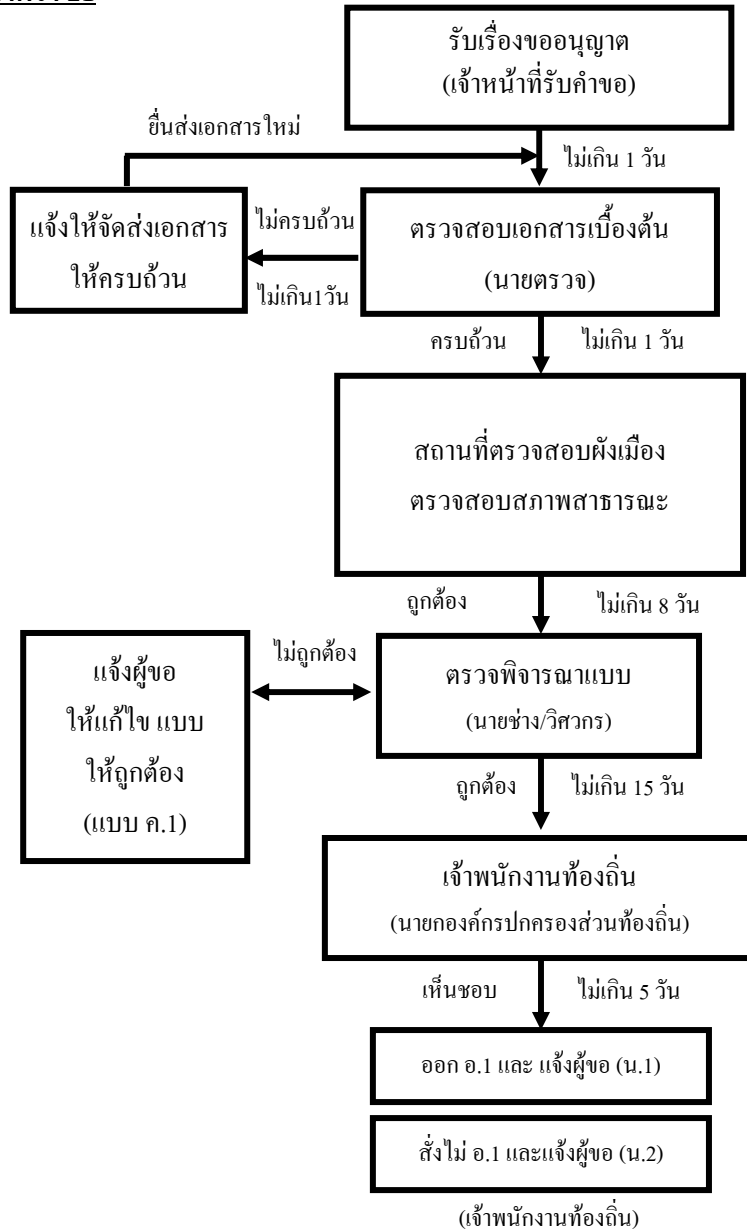 รับเรื่องขออนุญาต
(เจ้าหน้าที่รับคำขอ)
ยื่นส่งเอกสารใหม่
ไม่เกิน 1 วัน
แจ้งให้จัดส่งเอกสาร
ให้ครบถ้วน
ไม่ครบถ้วน
ไม่เกิน1วัน
ตรวจสอบเอกสารเบื้องต้น
(นายตรวจ)
ครบถ้วน
ไม่เกิน 1 วัน
สถานที่ตรวจสอบผังเมือง
ตรวจสอบสภาพสาธารณะ
ถูกต้อง
ไม่เกิน 8 วัน
แจ้งผู้ขอ
ให้แก้ไข แบบ
ให้ถูกต้อง
(แบบ ค.1)
ไม่ถูกต้อง
ตรวจพิจารณาแบบ
(นายช่าง/วิศวกร)
ถูกต้อง
ไม่เกิน 15 วัน
เจ้าพนักงานท้องถิ่น
(นายกองค์กรปกครองส่วนท้องถิ่น)
เห็นชอบ
ไม่เกิน 5 วัน
ออก อ.1 และ แจ้งผู้ขอ (น.1)
สั่งไม่ อ.1 และแจ้งผู้ขอ (น.2)
(เจ้าพนักงานท้องถิ่น)